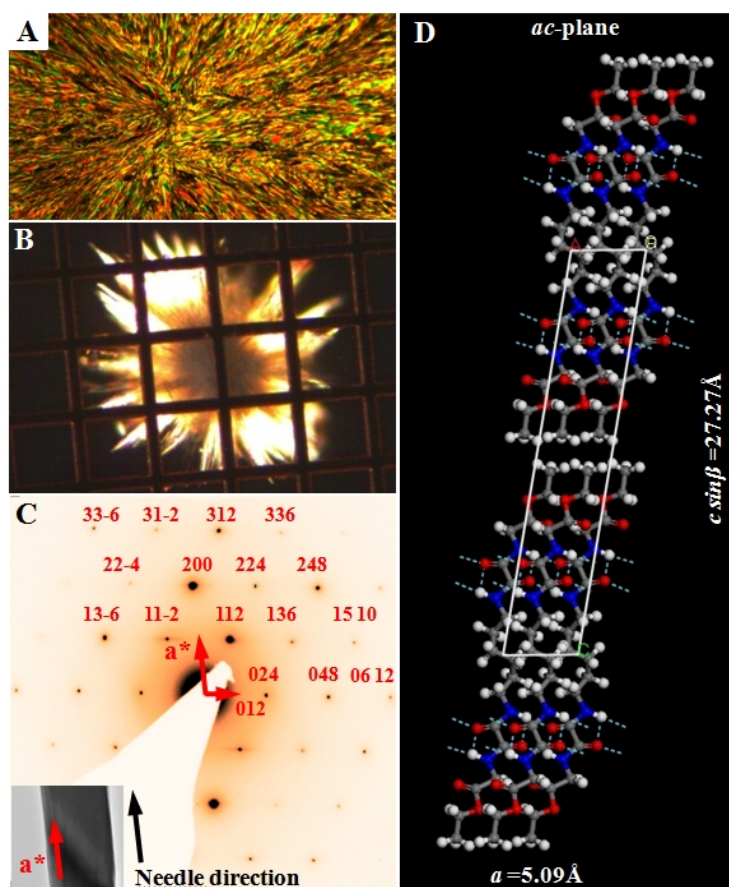 A
B
C
33-6 31-2 312 336
22-4 200 224 248
13-6 11-2 112 136 15 10
a*
024 048 06 12
012
a*
Needle direction
D
ac-plane
A
B
c sinβ =27.27Å
C
a =5.09Å